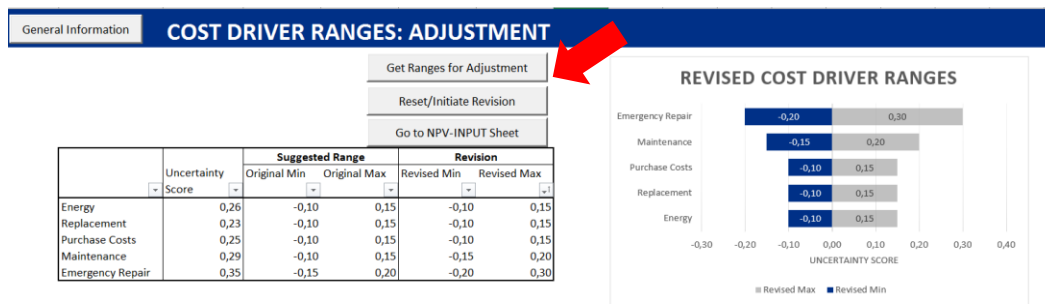 General Information
COST DRIVER RANGES: ADJUSTMENT
Get Ranges for Adjustment
Reset/Initiate Revision
Go to NPV-INPUT Sheet
Suggested Range Revision
Uncertainty Original Min Original Max Revised Min Revised Max
Score
Energy 0,26 -0,10 0,15 -0,10 0,15
Replacement 0,23 -0,10 0,15 -0,10 0,15
Purchase Costs 0,25 -0,10 0,15 -0,10 0,15
Maintenance 0,29 -0,10 0,15 -0,15 0,20
Emergency Repair 0,35 -0,15 0,20 -0,20 0,30
REVISED COST DRIVER RANGES
Emergency Repair -0,20 0,30
Maintenance -0,15 0,20
Purchase Costs -0,10 0,15
Replacement -0,10 0,15
Energy -0,10 0,15
-0,30 -0,20 -0,10 0,00 0,10 0,20 0,30 0,40
UNCERTAINTY SCORE
Revised Max Revised Min